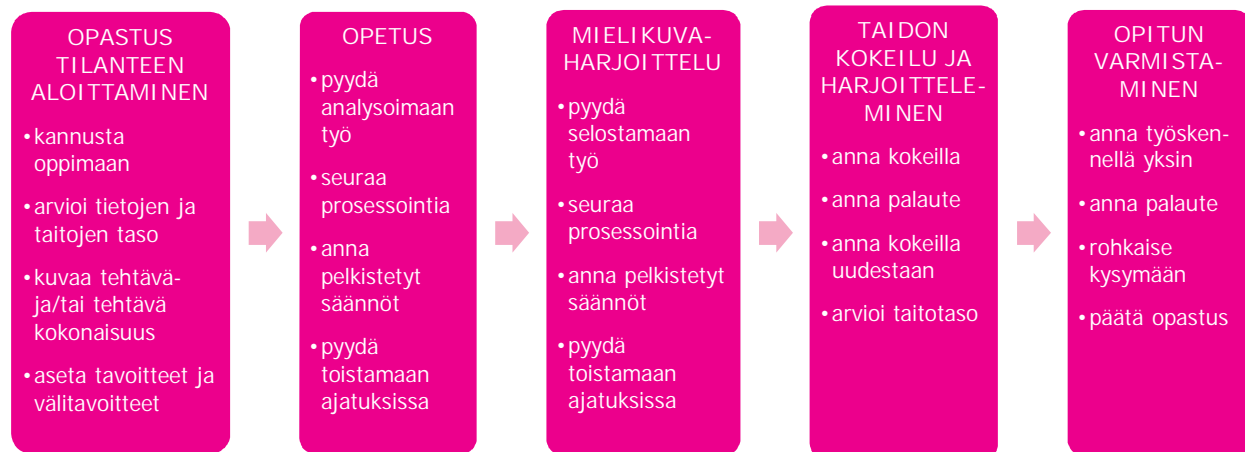 OPASTUS
TILANTEEN
ALOITTAMINEN
•kannusta
oppimaan
•arvioi tietojen ja
taitojen taso
•kuvaa tehtävä-
ja/tai tehtävä
kokonaisuus
•aseta tavoitteet ja
välitavoitteet
OPETUS
•pyydä
analysoimaan
työ
•seuraa
prosessointia
•anna
pelkistetyt
säännöt
•pyydä
toistamaan
ajatuksissa
MIELIKUVA-
HARJOITTELU
•pyydä
selostamaan
työ
•seuraa
prosessointia
•anna pelkistetyt
säännöt
•pyydä
toistamaan
ajatuksissa
TAIDON
KOKEILU JA
HARJOITTELE-
MINEN
•anna kokeilla
•anna palaute
•anna kokeilla
uudestaan
•arvioi taitotaso
OPITUN
VARMISTA-
MINEN
•anna työsken-
nellä yksin
•anna palaute
•rohkaise
kysymään
•päätä opastus